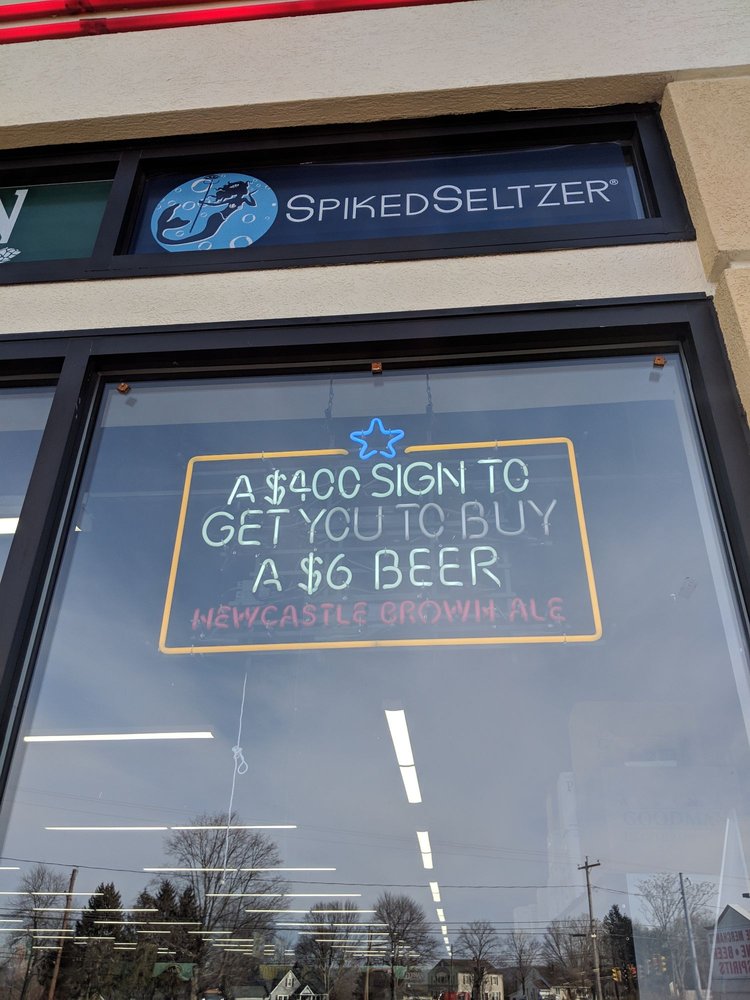 SPIKEDSELTZER®
A $400 SIGN TO
GET YOU TO BUY
A $6 BEER
NEWCASTLE BROWN ALE